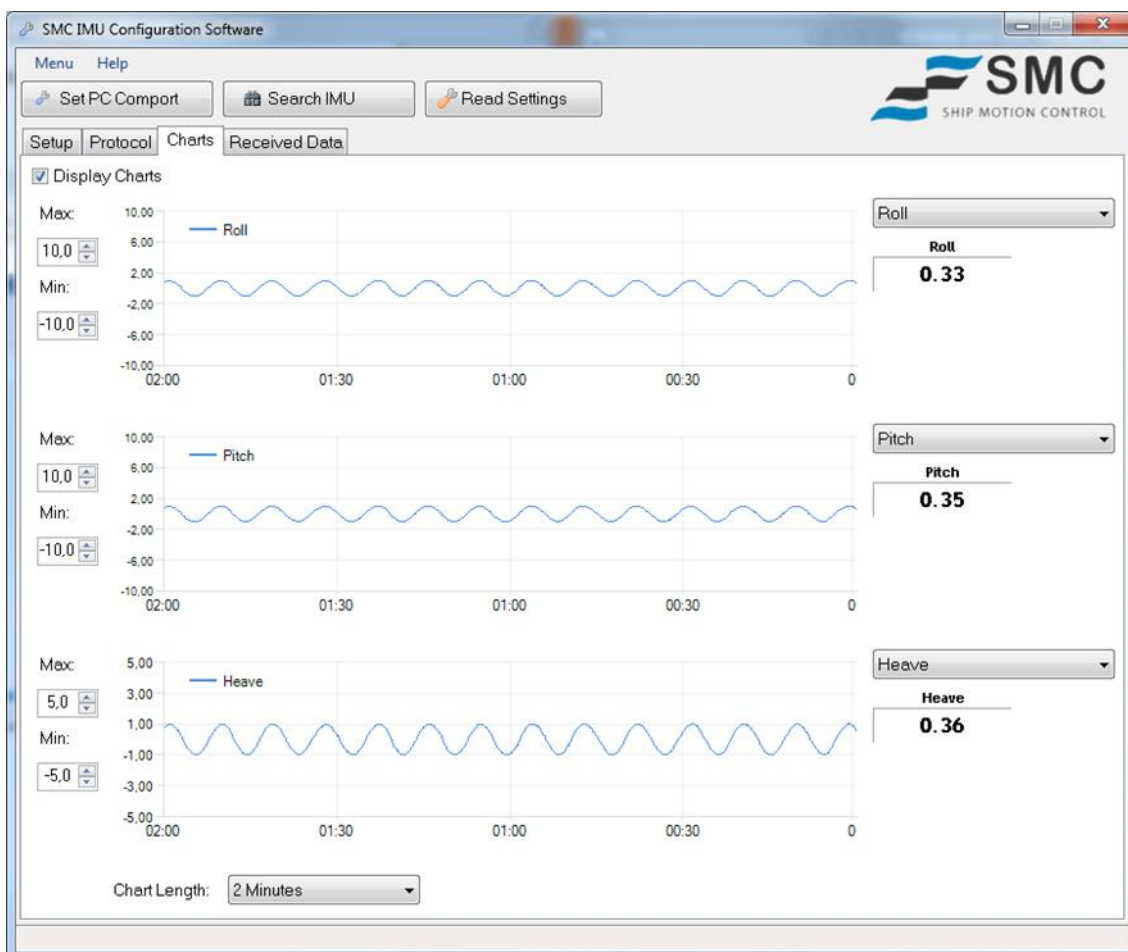 SMC IMU Configuration Software
Menu Help
Set PC Comport Search IMU Read Settings
SMC
SHIP MOTION CONTROL
Setup Protocol Charts Received Data
Display Charts
Max:
10,0
Min:
-10,0
10,00
6,00
2,00
-2,00
-6,00
-10,00
Roll
02:00 01:30 01:00 00:30 0
Roll
Roll
0.33
Max:
10,0
Min:
-10,0
10,00
6,00
2,00
-2,00
-6,00
-10,00
Pitch
02:00 01:30 01:00 00:30 0
Pitch
Pitch
0.35
Max:
5,0
Min:
-5,0
5,00
3,00
1,00
-1,00
-3,00
-5,00
Heave
02:00 01:30 01:00 00:30 0
Heave
Heave
0.36
Chart Length: 2 Minutes